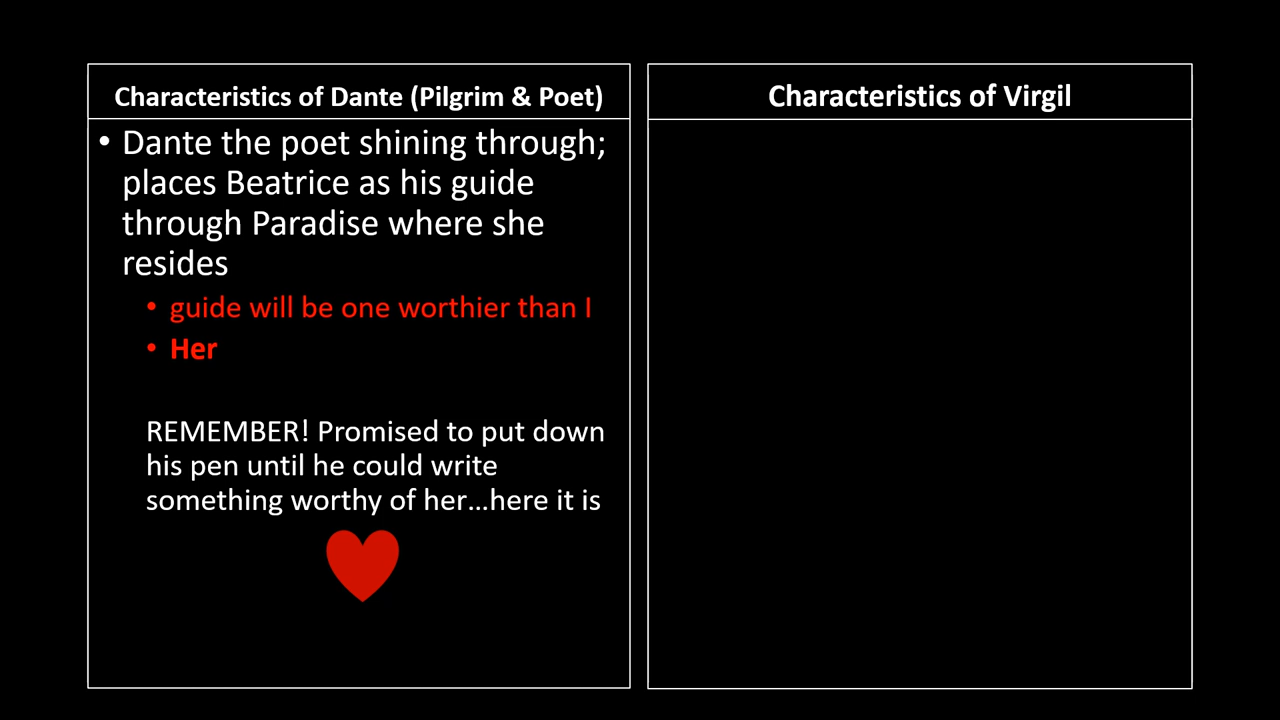 Characteristics of Dante (Pilgrim & Poet)
• Dante the poet shining through;
places Beatrice as his guide
through Paradise where she
resides
• guide will be one worthier than I
• Her
REMEMBER! Promised to put down
his pen until he could write
something worthy of her…here it is
Characteristics of Virgil